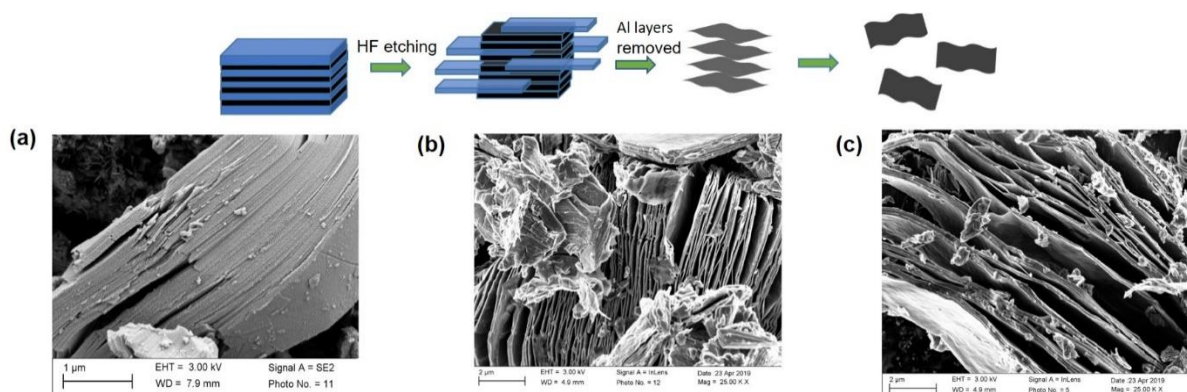 HF etching
Al layers
removed
(a)
(b)
(c)
1 µm
EHT = 3.00 kV
Signal A = SE2
WD = 7.9 mm
Photo No. = 11
2 µm
EHT = 3.00 kV
Signal A = InLens
Date :23 Apr 2019
WD = 4.9 mm
Photo No. = 12
Mag = 25.00 K X
2 µm
EHT = 3.00 kV
Signal A = InLens
Date :23 Apr 2019
WD = 4.9 mm
Photo No. = 5
Mag = 25.00 K X